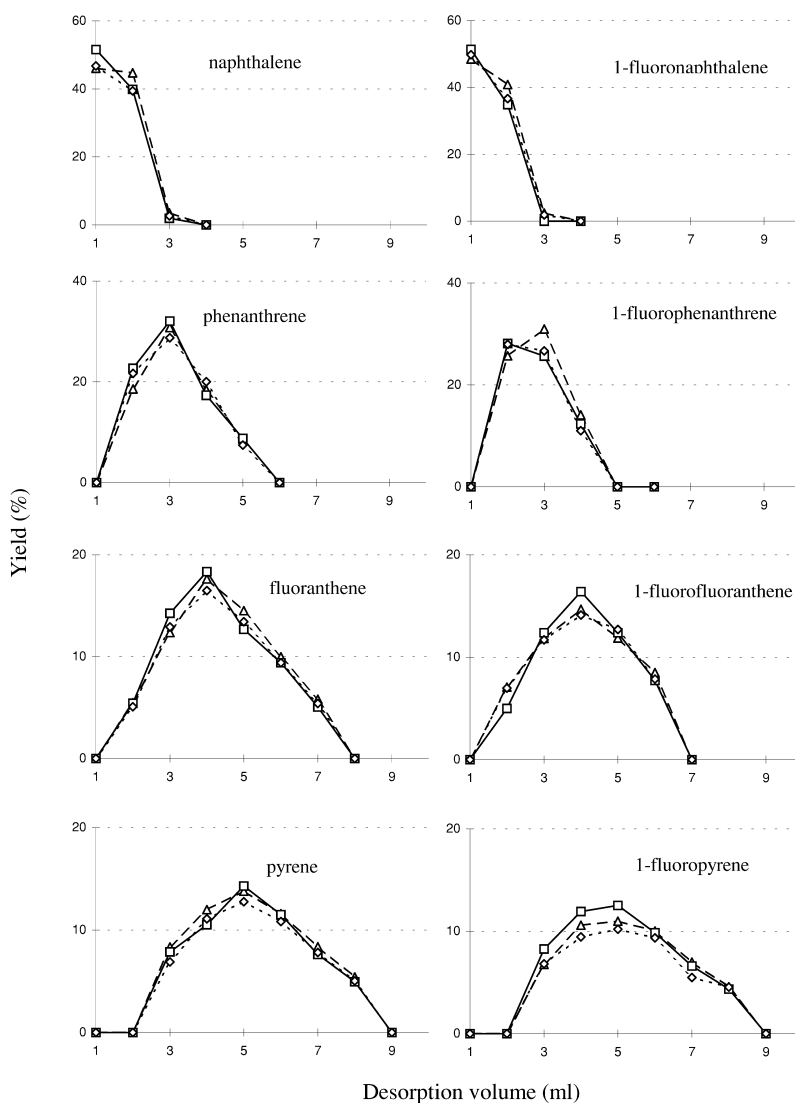 60
40
20
0
1 3 5 7 9
naphthalene
60
40
20
0
1 3 5 7 9
1-fluoronaphthalene
40
20
0
1 3 5 7 9
phenanthrene
40
20
0
1 3 5 7 9
1-fluorophenanthrene
20
10
0
1 3 5 7 9
fluoranthene
20
10
0
1 3 5 7 9
1-fluorofluoranthene
20
10
0
1 3 5 7 9
pyrene
20
10
0
1 3 5 7 9
1-fluoropyrene
Yield (%)
Desorption volume (ml)